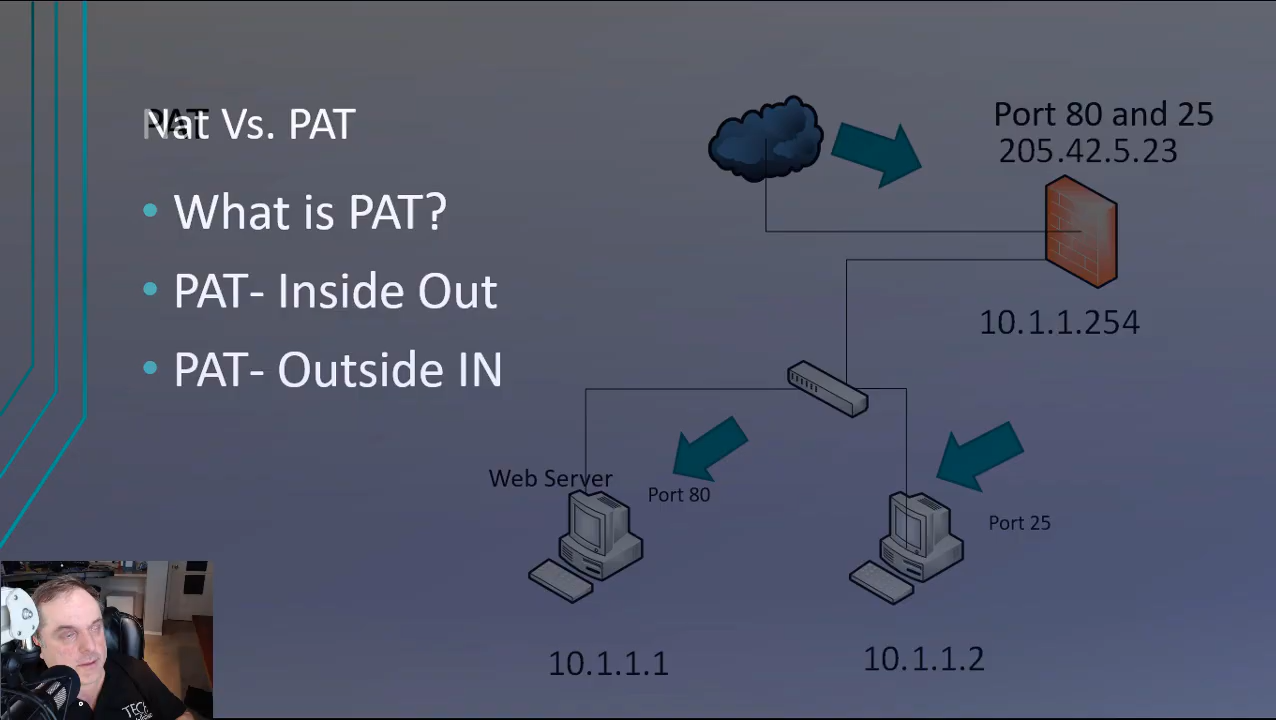 PAT
Nat Vs. PAT
What is PAT?
PAT- Inside Out
PAT- Outside IN
Port 80 and 25
205.42.5.23
10.1.1.254
Web Server
Port 80
Port 25
10.1.1.1
10.1.1.2
TECH